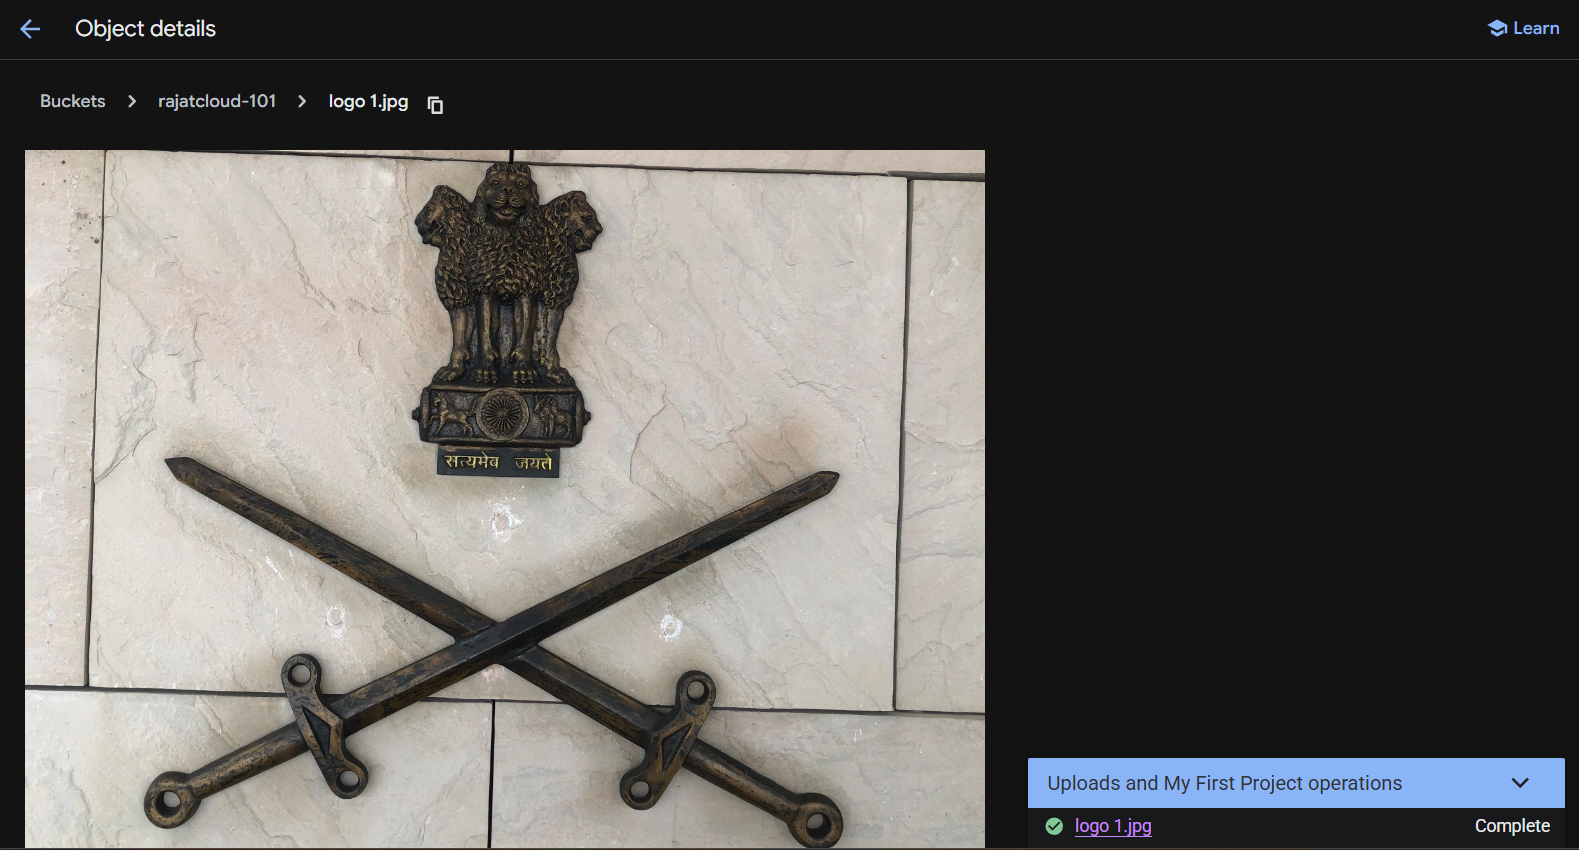 Object details
Learn
Buckets > rajatcloud-101 > logo 1.jpg
सत्यमेव जयते
Uploads and My First Project operations
logo 1.jpg Complete